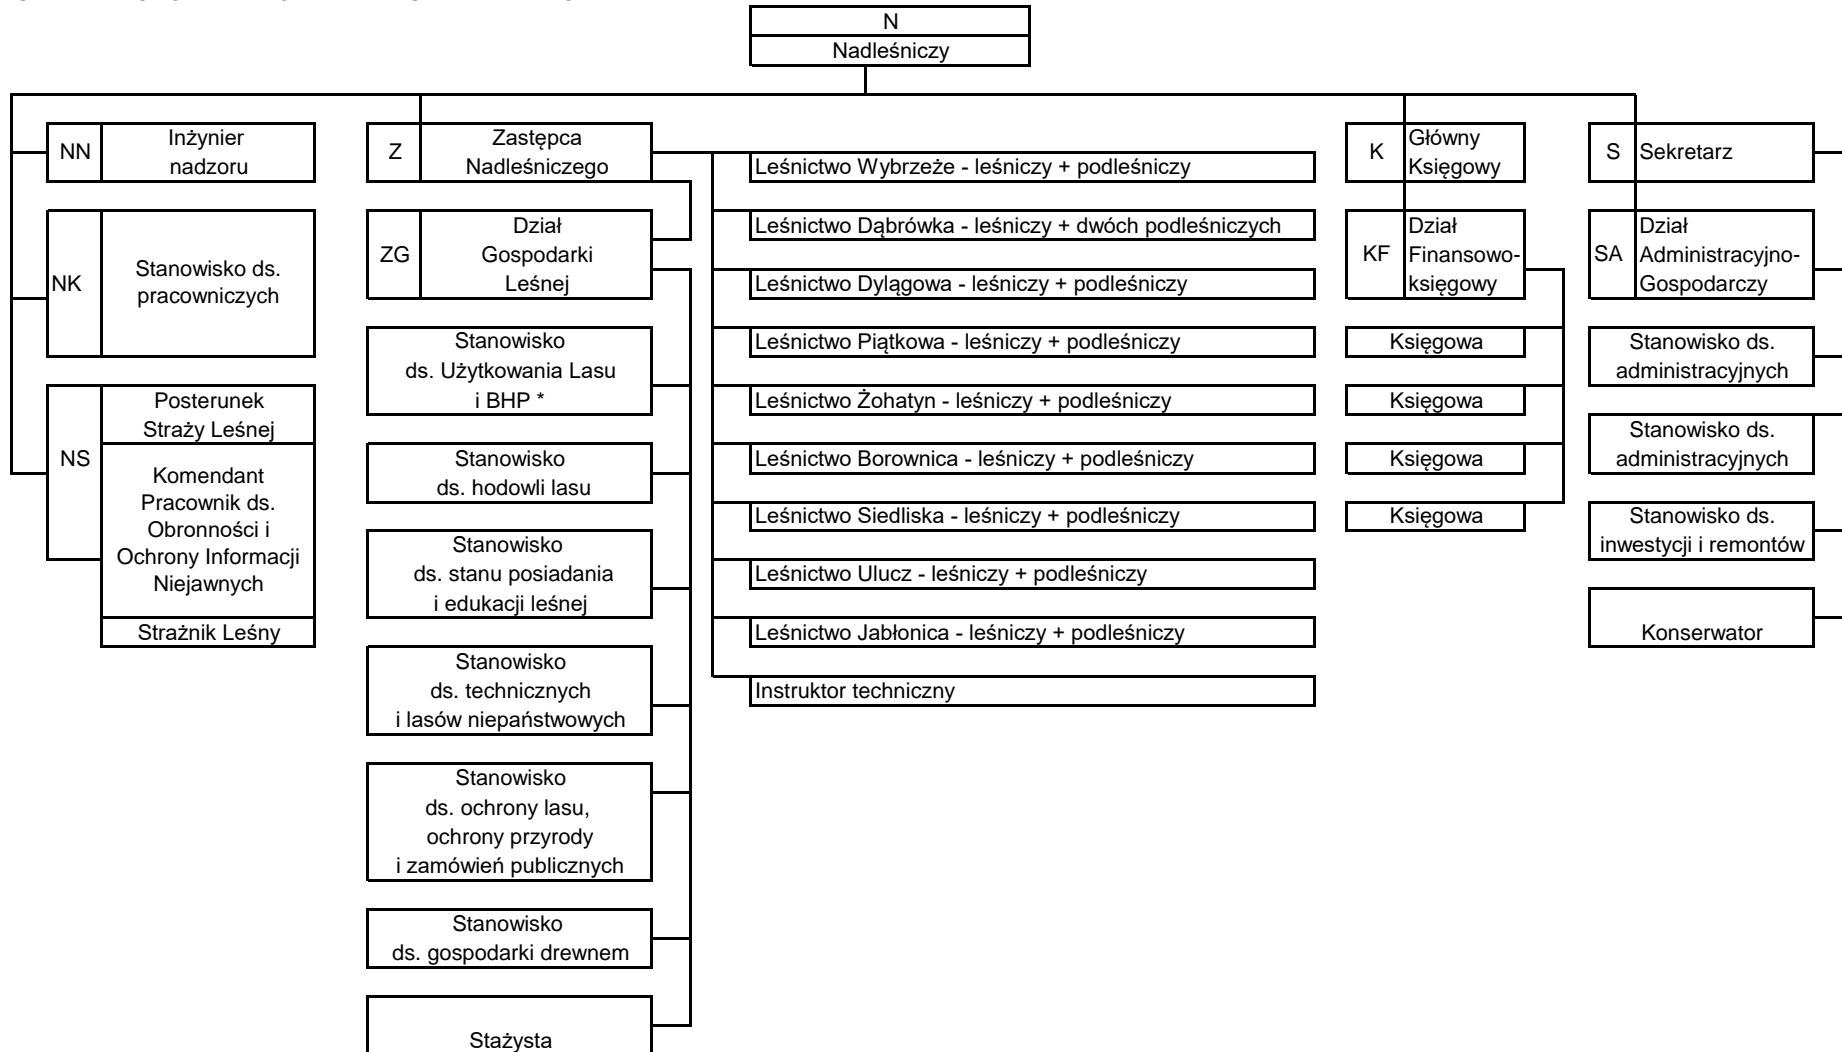 N
Nadleśniczy
NN
Inżynier
nadzoru
NK
Stanowisko ds.
pracowniczych
NS
Posterunek
Straży Leśnej
Komendant
Pracownik ds.
Obronności i
Ochrony Informacji
Niejawnych
Strażnik Leśny
Z
Zastępca
Nadleśniczego
ZG
Dział
Gospodarki
Leśnej
Stanowisko
ds. Użytkowania Lasu
i BHP *
Stanowisko
ds. hodowli lasu
Stanowisko
ds. stanu posiadania
i edukacji leśnej
Stanowisko
ds. technicznych
i lasów niepaństwowych
Stanowisko
ds. ochrony lasu,
ochrony przyrody
i zamówień publicznych
Stanowisko
ds. gospodarki drewnem
Stażysta
Leśnictwo Wybrzeże - leśniczy + podleśniczy
Leśnictwo Dąbrówka - leśniczy + dwóch podleśniczych
Leśnictwo Dylągowa - leśniczy + podleśniczy
Leśnictwo Piątkowa - leśniczy + podleśniczy
Leśnictwo Żohatyn - leśniczy + podleśniczy
Leśnictwo Borownica - leśniczy + podleśniczy
Leśnictwo Siedliska - leśniczy + podleśniczy
Leśnictwo Ulucz - leśniczy + podleśniczy
Leśnictwo Jabłonica - leśniczy + podleśniczy
Instruktor techniczny
K
Główny
Księgowy
KF
Dział
Finansowo-
księgowy
Księgowa
Księgowa
Księgowa
Księgowa
S
Sekretarz
SA
Dział
Administracyjno-
Gospodarczy
Stanowisko ds.
administracyjnych
Stanowisko ds.
administracyjnych
Stanowisko ds.
inwestycji i remontów
Konserwator